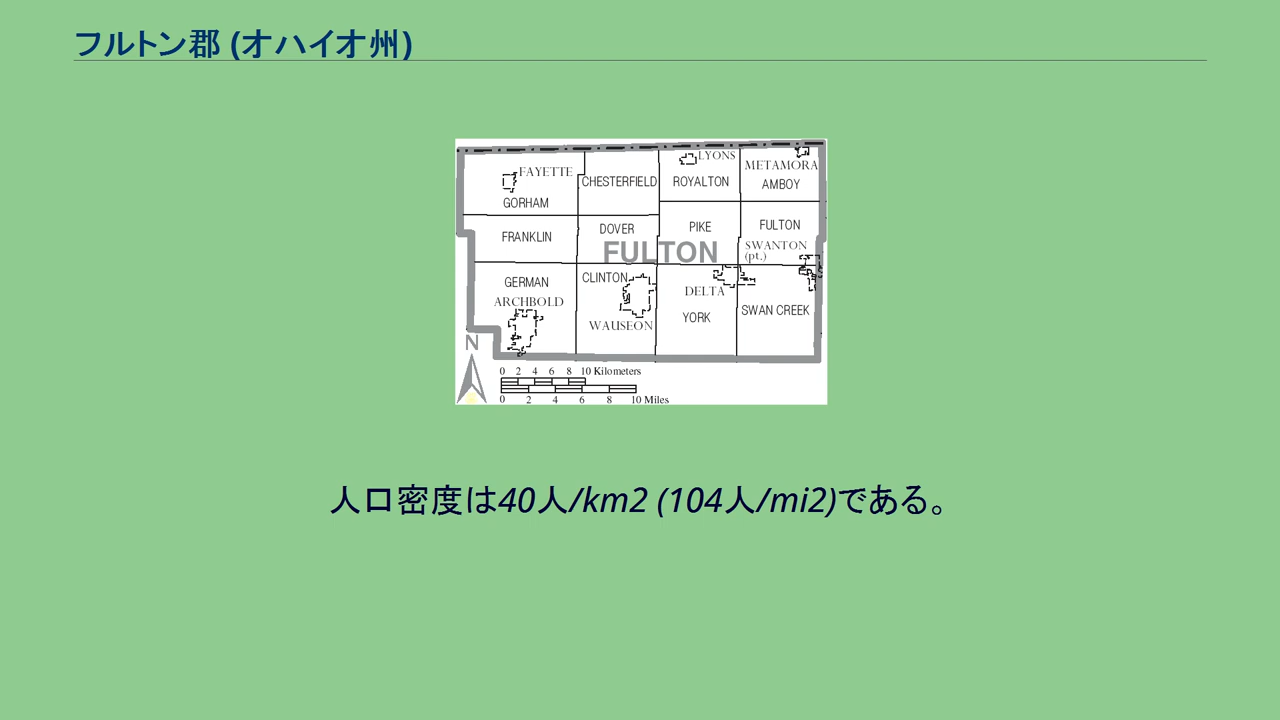 フルトン郡 (オハイオ州)
LYONS
FAYETTE
METAMORA
CHESTERFIELD
ROYALTON
AMBOY
GORHAM
DOVER
PIKE
FULTON
FRANKLIN
SWANTON
FULTON
(pt.)
GERMAN
CLINTON
ARCHBOLD
DELTA
SWAN CREEK
YORK
WAUSEON
N
0 2 4 6 8 10 Kilometers
0 2 4 6 8 10 Miles
人口密度は40人/km2 (104人/mi2)である。